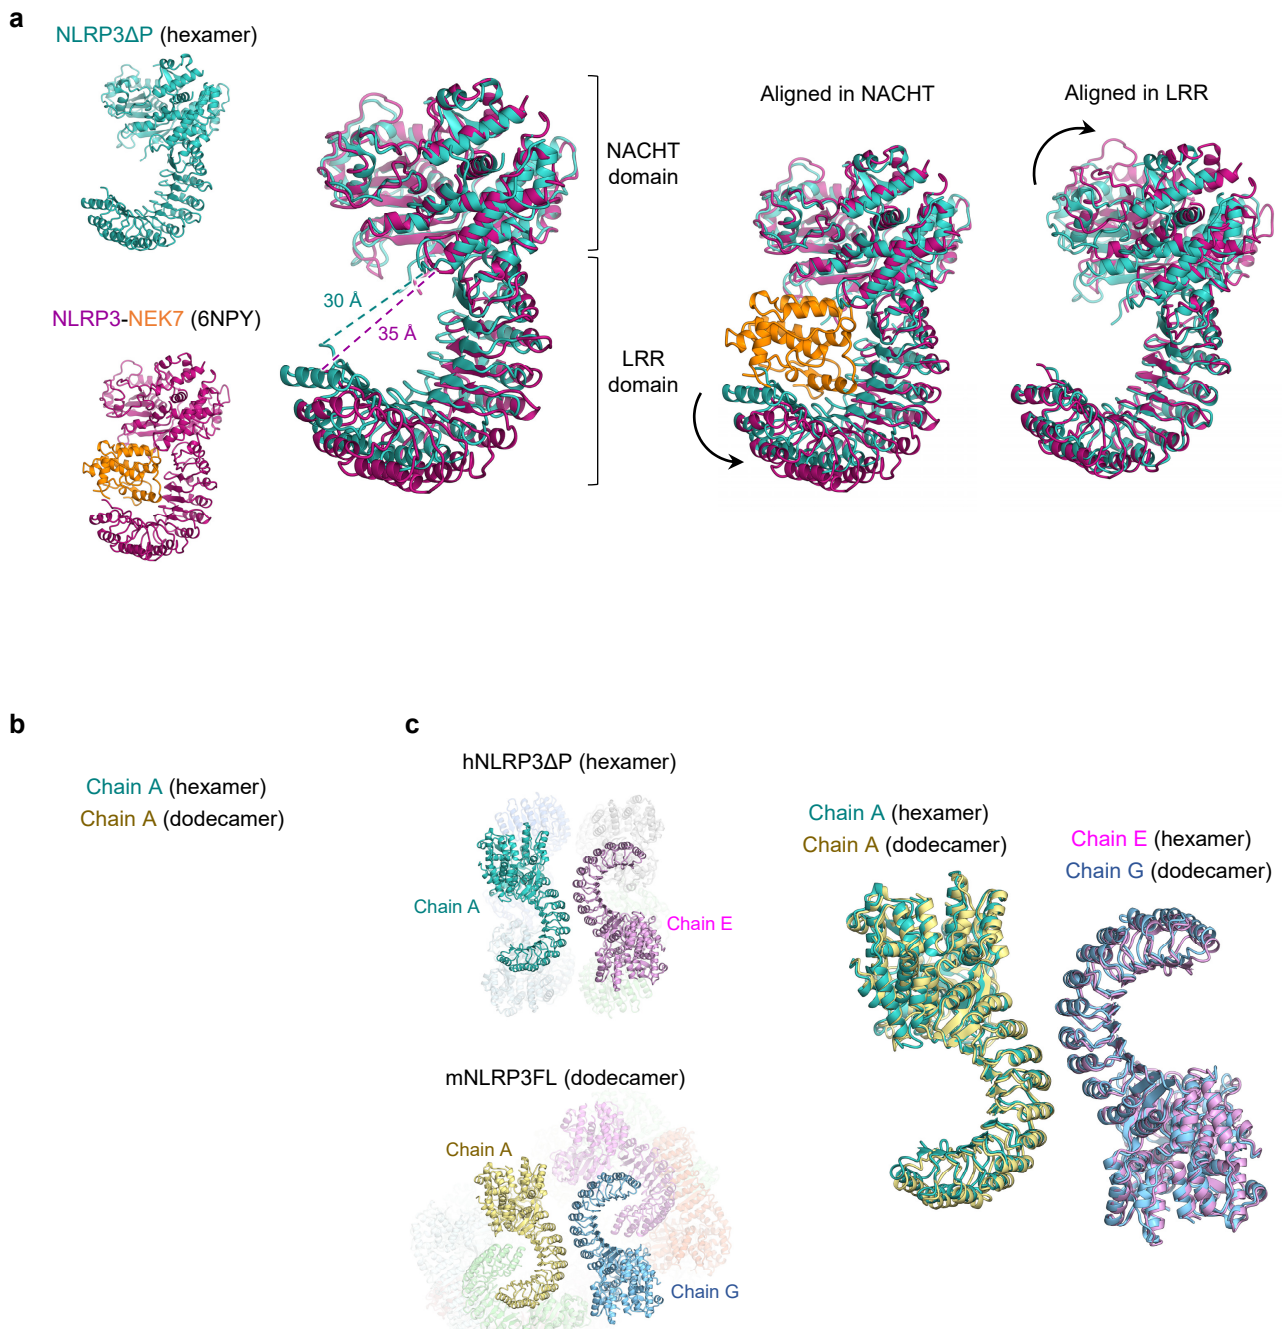 a
NLRP3ΔP (hexamer)
NLRP3-NEK7 (6NPY)
30 Å
35 Å
NACHT
domain
LRR
domain
Aligned in NACHT
Aligned in LRR
b
Chain A (hexamer)
Chain A (dodecamer)
c
hNLRP3ΔP (hexamer)
Chain A
Chain E
mNLRP3FL (dodecamer)
Chain A
Chain G
Chain A (hexamer)
Chain A (dodecamer)
Chain E (hexamer)
Chain G (dodecamer)